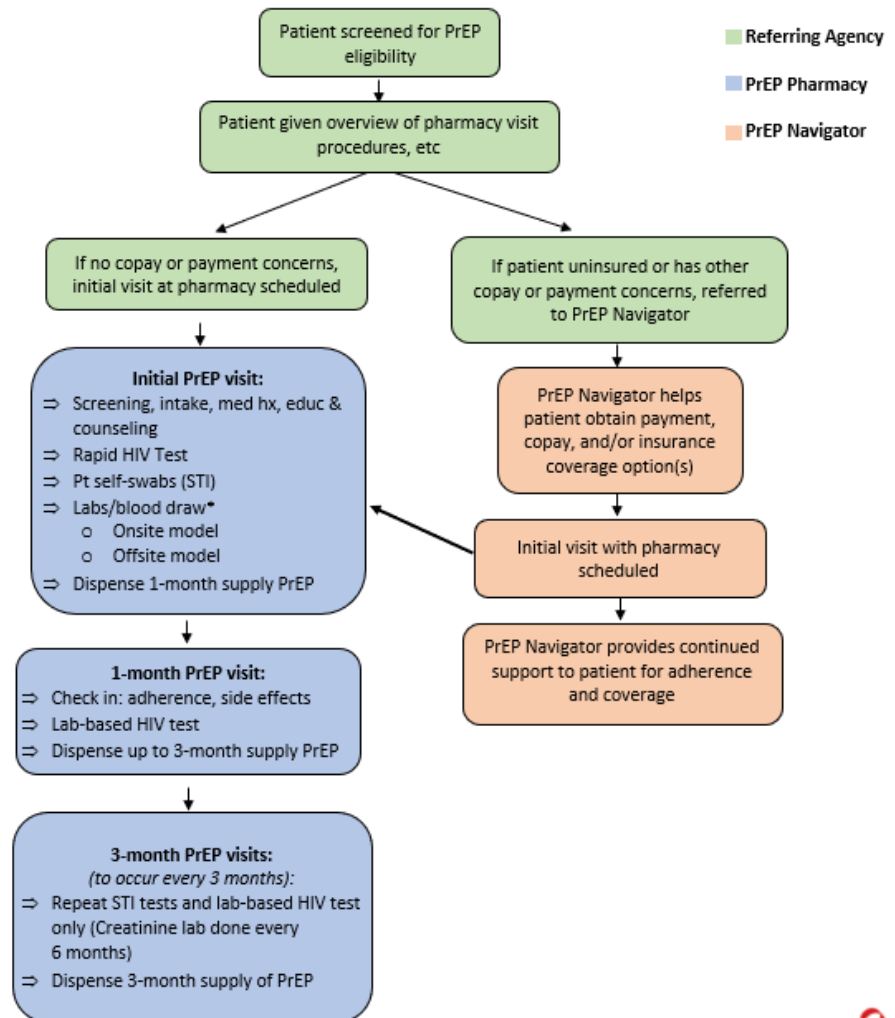 Patient screened for PrEP
eligibility
Referring Agency
PrEP Pharmacy
PrEP Navigator
Patient given overview of pharmacy visit
procedures, etc
If no copay or payment concerns,
initial visit at pharmacy scheduled
If patient uninsured or has other
copay or payment concerns, referred
to PrEP Navigator
Initial PrEP visit:
⇒ Screening, intake, med hx, educ &
counseling
⇒ Rapid HIV Test
⇒ Pt self-swabs (STI)
⇒ Labs/blood draw*
o Onsite model
o Offsite model
⇒ Dispense 1-month supply PrEP
PrEP Navigator helps
patient obtain payment,
copay, and/or insurance
coverage option(s)
Initial visit with pharmacy
scheduled
PrEP Navigator provides continued
support to patient for adherence
and coverage
1-month PrEP visit:
⇒ Check in: adherence, side effects
⇒ Lab-based HIV test
⇒ Dispense up to 3-month supply PrEP
3-month PrEP visits:
(to occur every 3 months):
⇒ Repeat STI tests and lab-based HIV test
only (Creatinine lab done every
6 months)
⇒ Dispense 3-month supply of PrEP